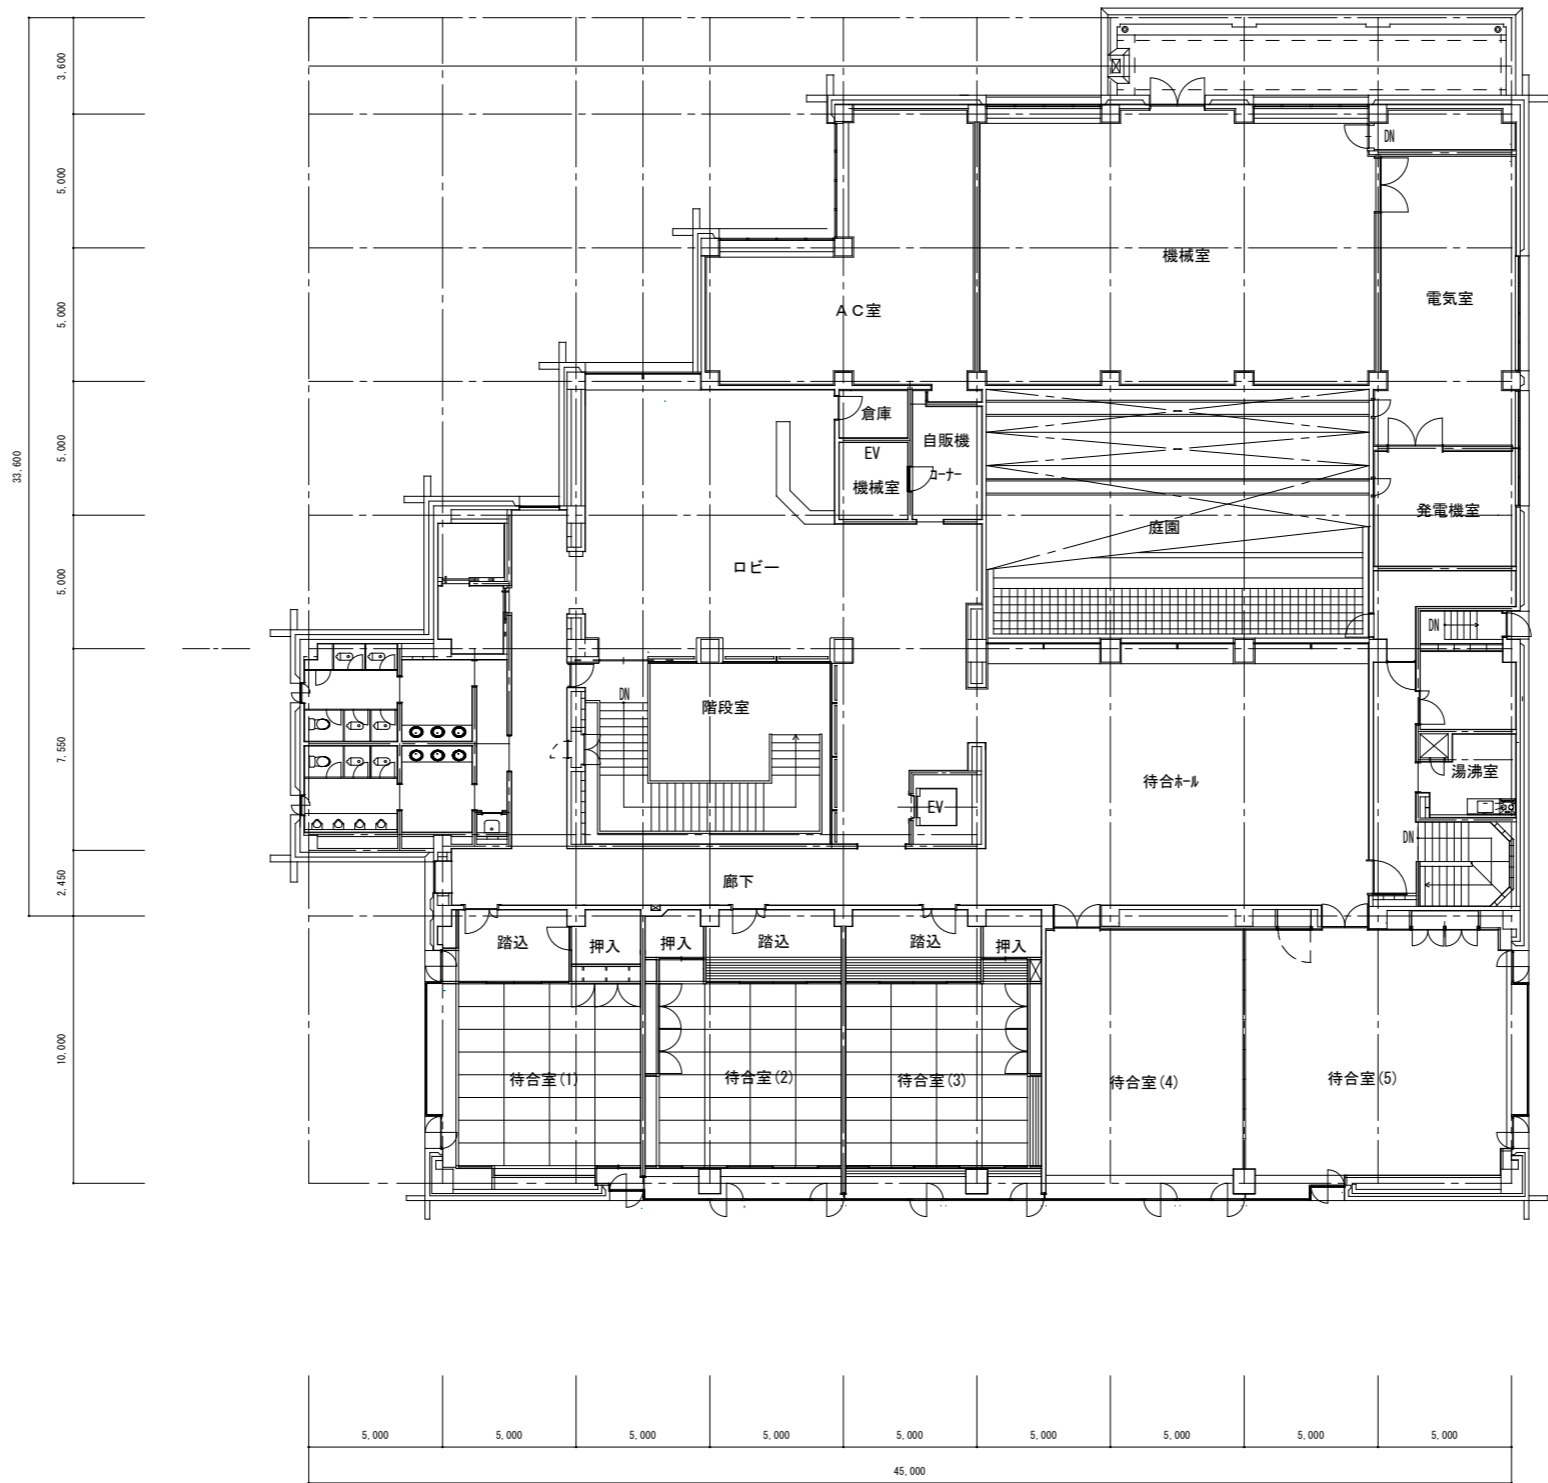 3,600
DN
5,000
機械室
電気室
5,000
AC室
倉庫
自販機
5,000
EV
コーナー
機械室
発電機室
33,600
庭園
ロビー
5,000
DN
DN
階段室
7,550
湯沸室
待合ホール
EV
DN
2,450
廊下
踏込
押入
押入
踏込
踏込
押入
10,000
待合室(1)
待合室(2)
待合室(3)
待合室(4)
待合室(5)
5,000
5,000
5,000
5,000
5,000
5,000
5,000
5,000
5,000
45,000